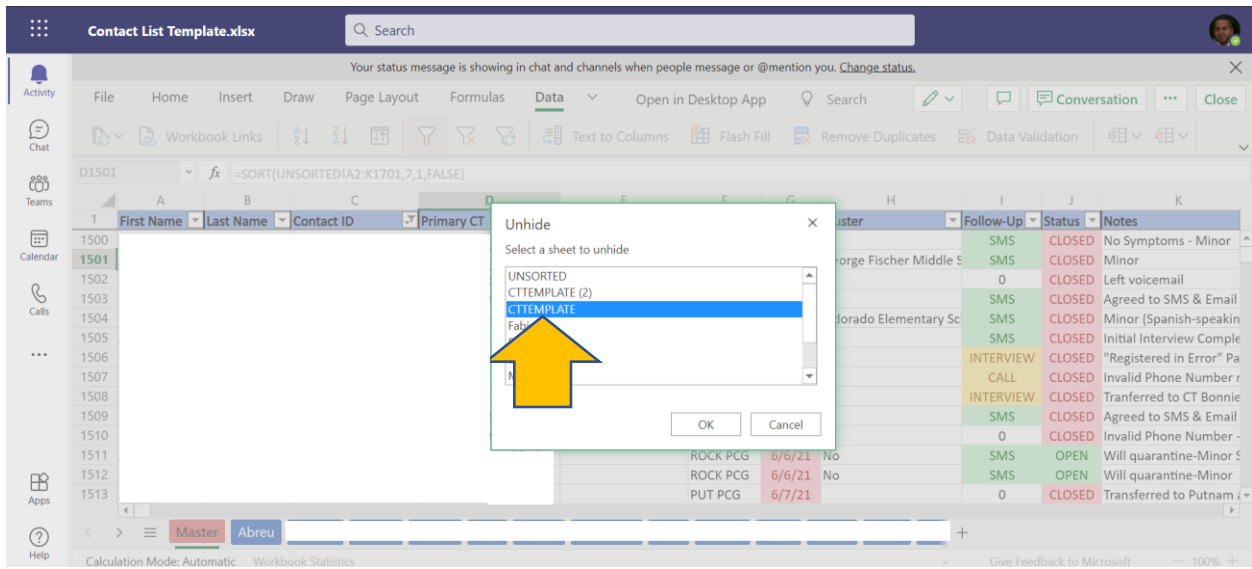 Contact List Template.xlsx
Search
Your status message is showing in chat and channels when people message or @mention you. Change status.
Activity
Chat
Teams
Calendar
Calls
Apps
Help
File Home Insert Draw Page Layout Formulas Data Open in Desktop App Search Conversation Close
Workbook Links Text to Columns Flash Fill Remove Duplicates Data Validation
D1501 fx =SORT(UNSORTEDIA2:K1701,7,1,FALSE)
A B C D H I J K
1 First Name Last Name Contact ID Primary CT Follow-Up Status Notes
1500 SMS CLOSED No Symptoms - Minor
1501 George Fischer Middle S SMS CLOSED Minor
1502 0 CLOSED Left voicemail
1503 SMS CLOSED Agreed to SMS & Email
1504 Elementary Sc SMS CLOSED Minor (Spanish-speakin
1505 SMS CLOSED Initial Interview Comple
1506 INTERVIEW CLOSED "Registered in Error" Pa
1507 CALL CLOSED Invalid Phone Number r
1508 INTERVIEW CLOSED Tranferred to CT Bonnie
1509 SMS CLOSED Agreed to SMS & Email
1510 0 CLOSED Invalid Phone Number -
1511 ROCK PCG 6/6/21 No SMS OPEN Will quarantine-Minor S
1512 ROCK PCG 6/6/21 No SMS OPEN Will quarantine-Minor
1513 PUT PCG 6/7/21 0 CLOSED Transferred to Putnam
Unhide
Select a sheet to unhide
UNSORTED
CTTEMPLATE (2)
CTTEMPLATE
OK Cancel
Master Abreu
Calculation Mode: Automatic Workbook Statistics Give Feedback to Microsoft 100%